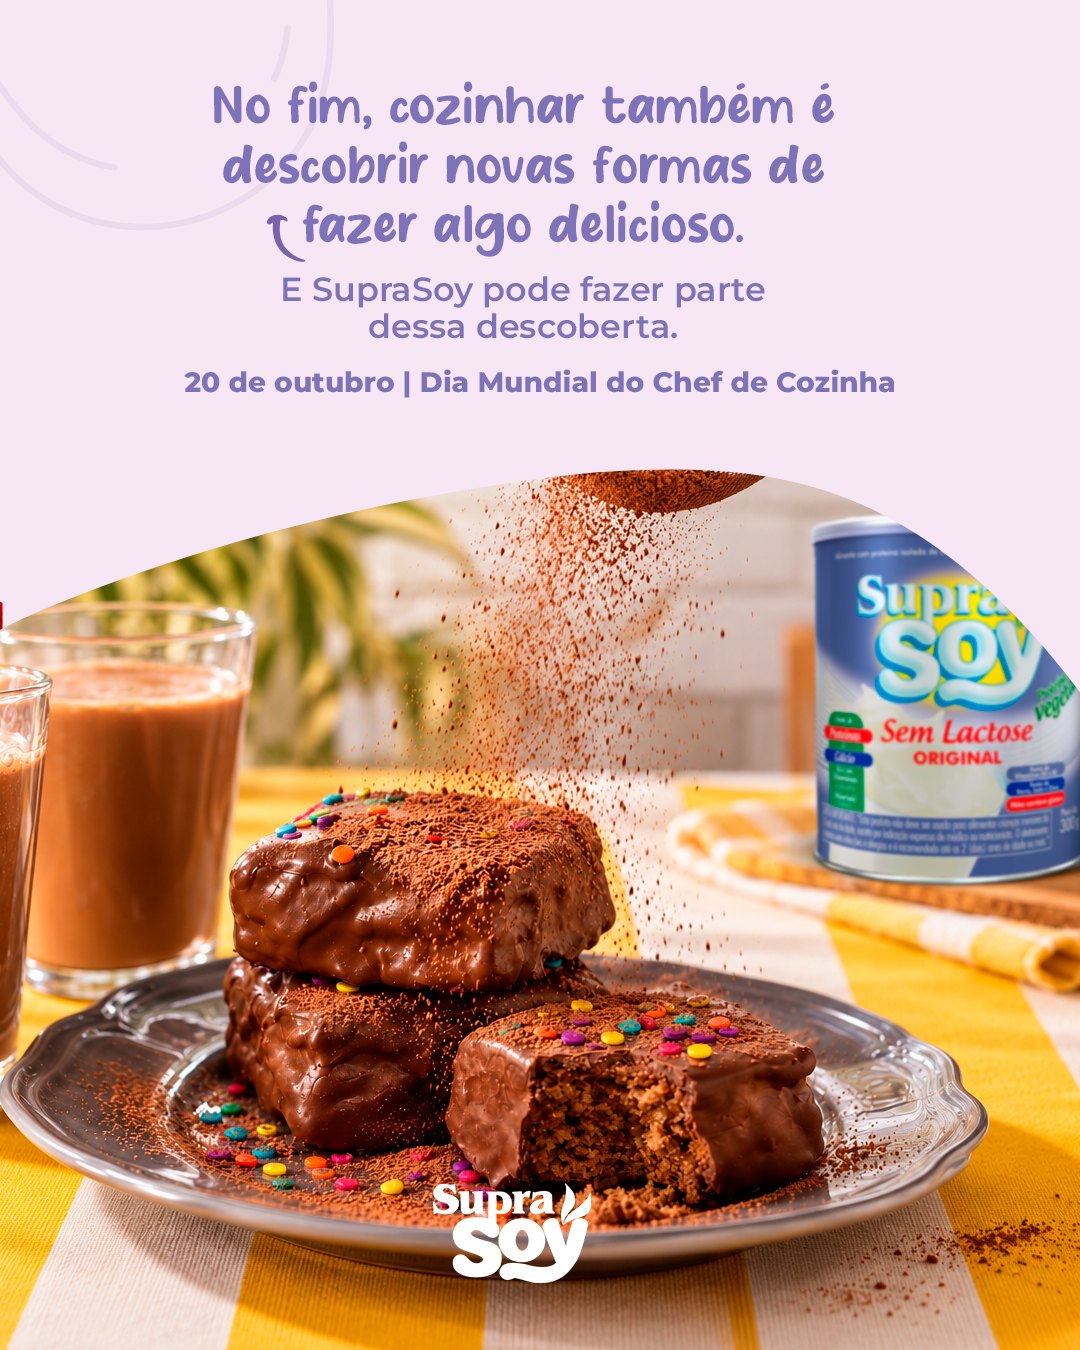 No fim, cozinhar também é
descobrir novas formas de
fazer algo delicioso.
E SupraSoy pode fazer parte
dessa descoberta.
20 de outubro | Dia Mundial do Chef de Cozinha
Supra
Soy
Sem Lactose
ORIGINAL
Supra
Soy